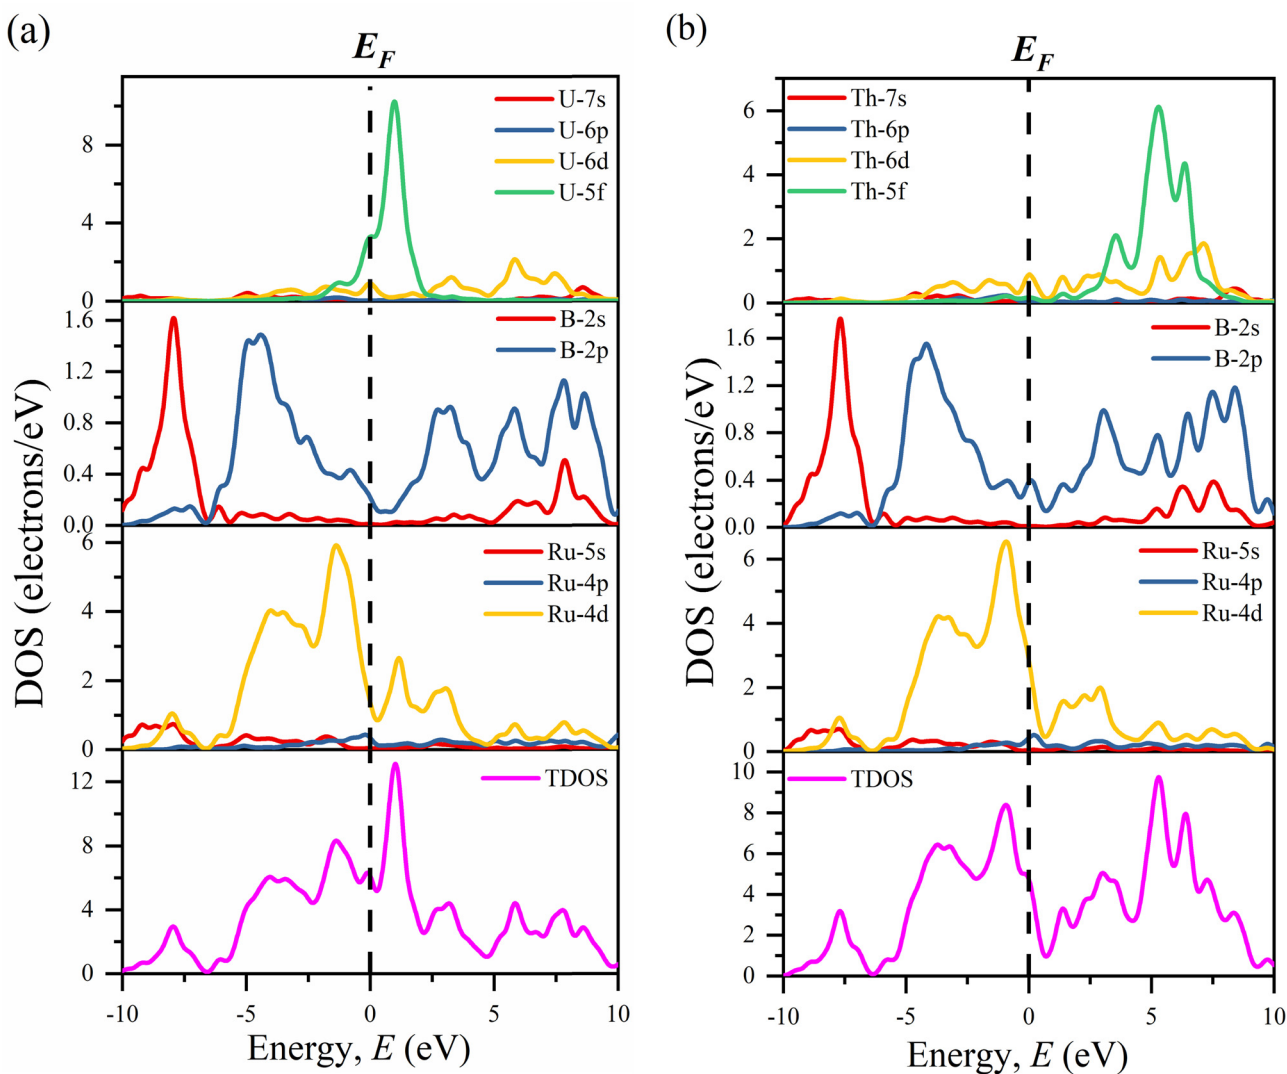 (a)
E_F
U-7s
U-6p
U-6d
U-5f
8
4
0
B-2s
B-2p
1.6
1.2
0.8
0.4
0.0
Ru-5s
Ru-4p
Ru-4d
6
4
2
0
TDOS
12
8
4
0
-10
-5
0
5
10
DOS (electrons/eV)
Energy, E (eV)
(b)
E_F
Th-7s
Th-6p
Th-6d
Th-5f
6
4
2
0
B-2s
B-2p
1.6
1.2
0.8
0.4
0.0
Ru-5s
Ru-4p
Ru-4d
6
4
2
0
TDOS
10
8
6
4
2
0
-10
-5
0
5
10
DOS (electrons/eV)
Energy, E (eV)